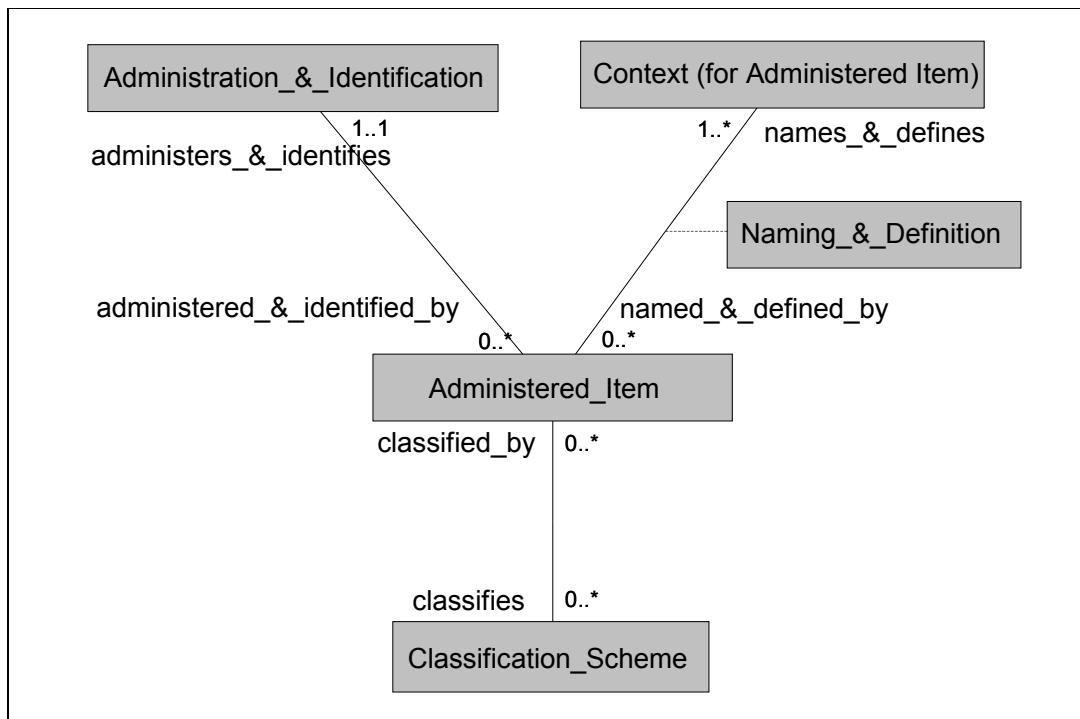 Administration_&_Identification
Context (for Administered Item)
1..1
1..*
names_&_defines
administers_&_identifies
Naming_&_Definition
administered_&_identified_by
named_&_defined_by
0..*
0..*
Administered_Item
classified_by
0..*
classifies
0..*
Classification_Scheme